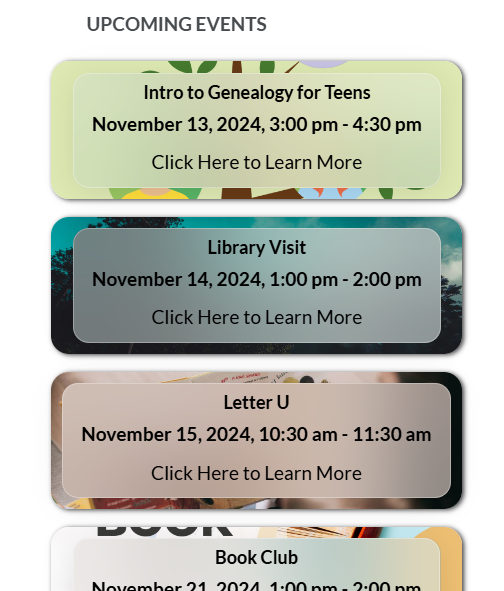 UPCOMING EVENTS
Intro to Genealogy for Teens
November 13, 2024, 3:00 pm - 4:30 pm
Click Here to Learn More
Library Visit
November 14, 2024, 1:00 pm - 2:00 pm
Click Here to Learn More
Letter U
November 15, 2024, 10:30 am - 11:30 am
Click Here to Learn More
BOOK
Book Club
November 21, 2024, 1:00 pm - 2:00 pm